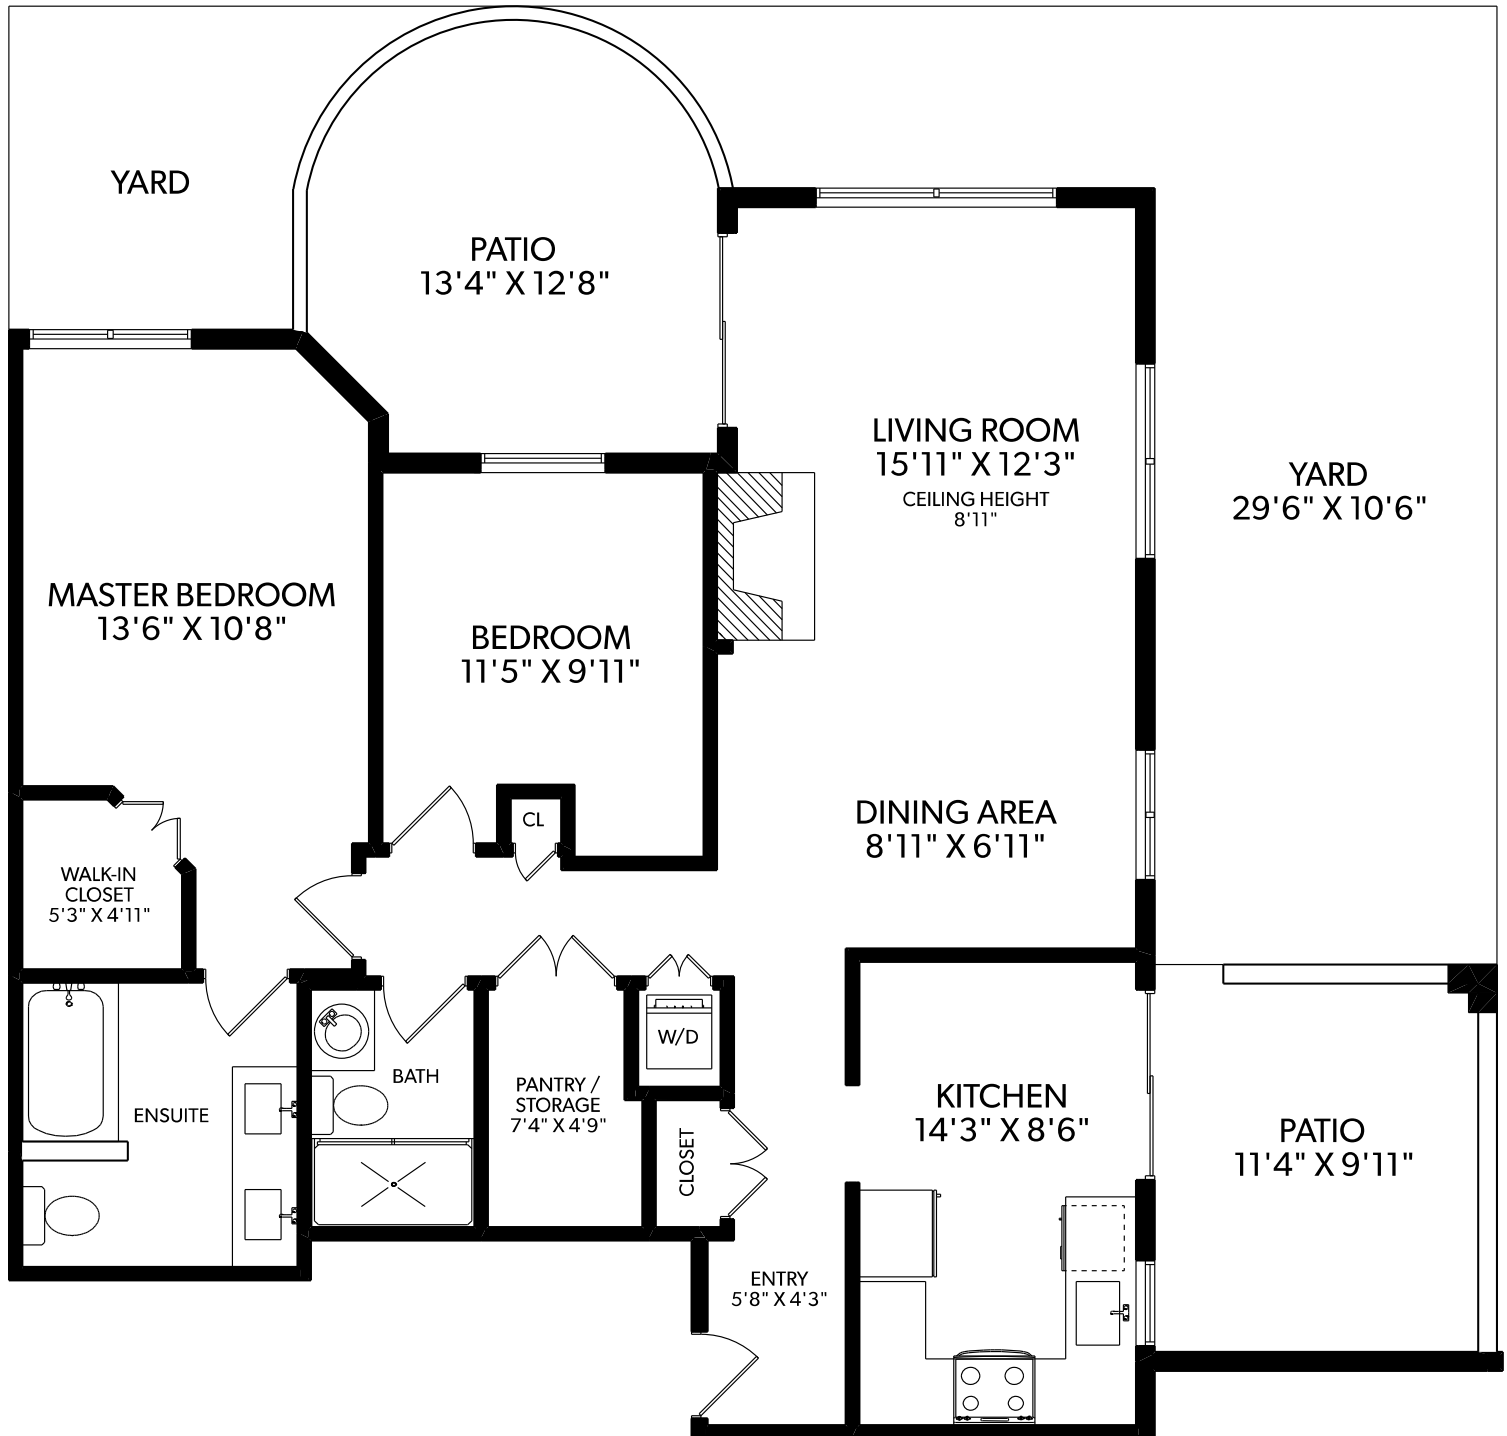 YARD
PATIO
13'4" X 12'8"
LIVING ROOM
15'11" X 12'3"
CEILING HEIGHT
8'11"
YARD
29'6" X 10'6"
MASTER BEDROOM
13'6" X 10'8"
BEDROOM
11'5" X 9'11"
DINING AREA
8'11" X 6'11"
CL
WALK-IN
CLOSET
5'3" X 4'11"
W/D
BATH
ENSUITE
PANTRY /
STORAGE
7'4" X 4'9"
CLOSET
KITCHEN
14'3" X 8'6"
PATIO
11'4" X 9'11"
ENTRY
5'8" X 4'3"